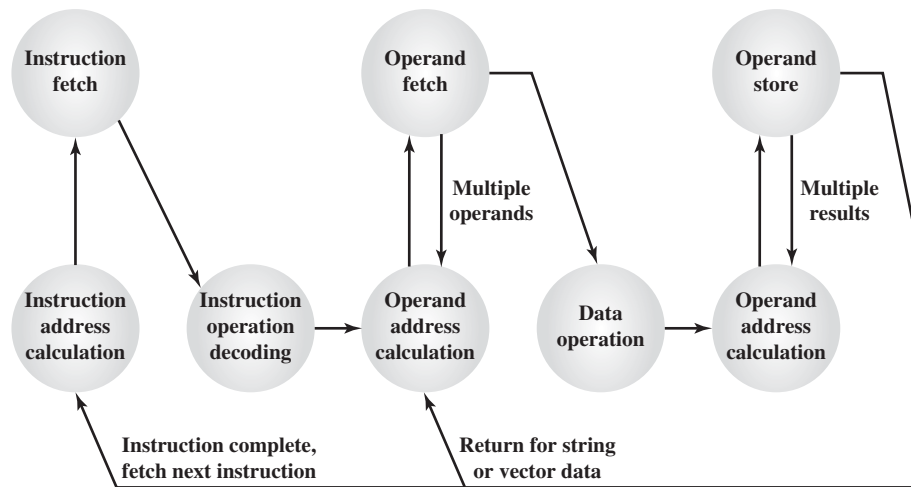 Instruction
fetch
Operand
fetch
Operand
store
Multiple
operands
Multiple
results
Instruction
address
calculation
Instruction
operation
decoding
Operand
address
calculation
Data
operation
Operand
address
calculation
Instruction complete,
fetch next instruction
Return for string
or vector data